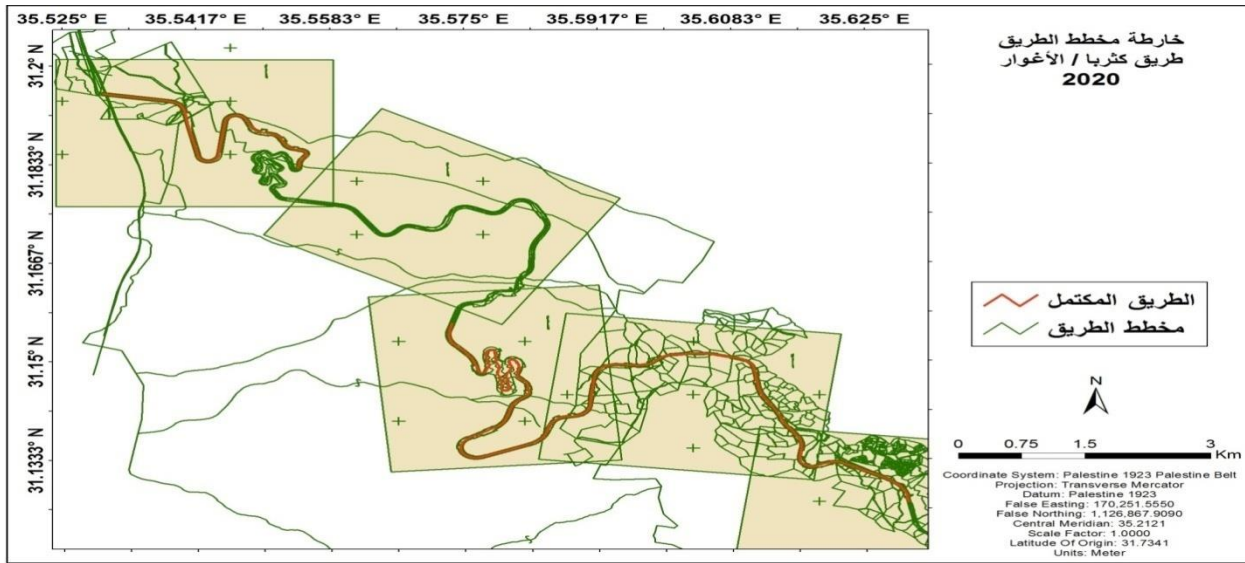 35.525° E 35.5417° E 35.5583° E 35.575° E 35.5917° E 35.6083° E 35.625° E
31.2° N
31.1833° N
31.1667° N
31.15° N
31.1333° N
خارطة مخطط الطريق
طريق كثربا / الأغوار
2020
الطريق المكتمل
مخطط الطريق
N
0 0.75 1.5 3
Km
Coordinate System: Palestine 1923 Palestine Belt
Projection: Transverse Mercator
Datum: Palestine 1923
False Easting: 170,251.5550
False Northing: 1,126,867.9090
Central Meridian: 35.2121
Scale Factor: 1.0000
Latitude Of Origin: 31.7341
Units: Meter